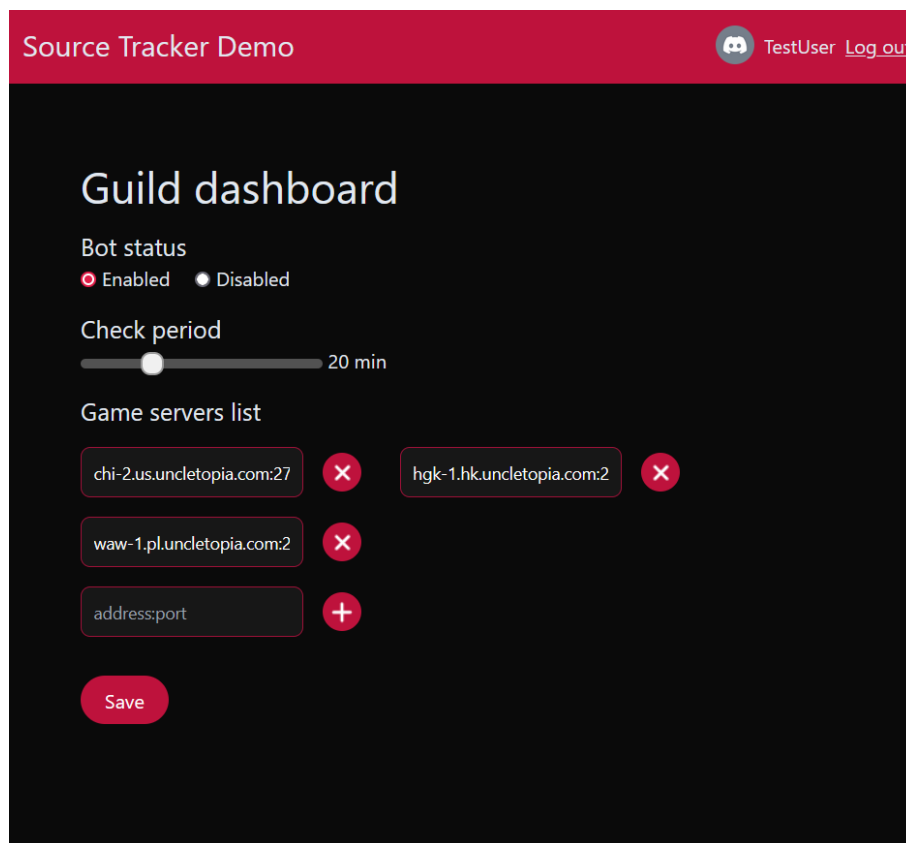 Source Tracker Demo
TestUser Log out
Guild dashboard
Bot status
Enabled Disabled
Check period
20 min
Game servers list
chi-2.us.uncletopia.com:27 hgk-1.hk.uncletopia.com:2
waw-1.pl.uncletopia.com:2
address:port
Save